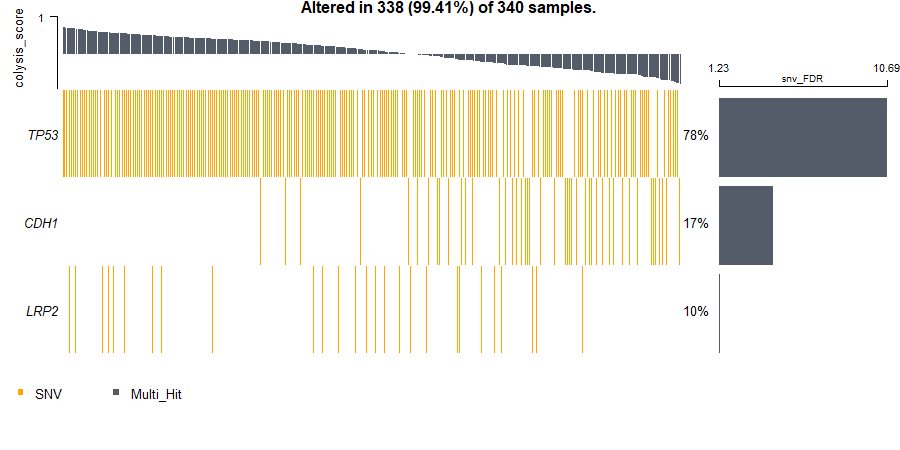 Altered in 338 (99.41%) of 340 samples.
1
colysis_score
1.23
10.69
snv_FDR
TP53
78%
CDH1
17%
LRP2
10%
SNV
Multi_Hit